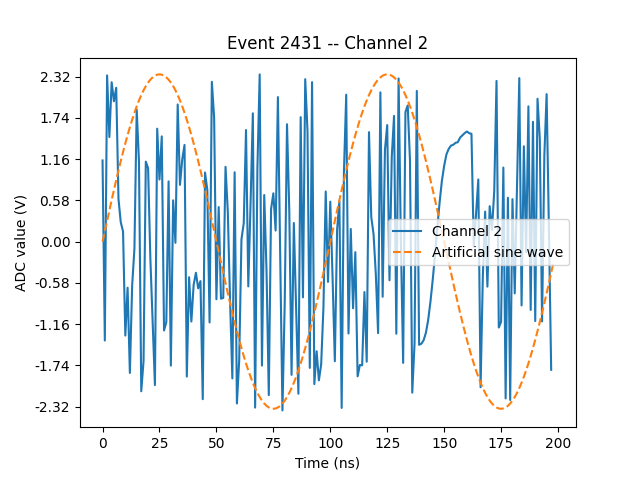 Event 2431 -- Channel 2
ADC value (V)
2.32
1.74
1.16
0.58
0.00
-0.58
-1.16
-1.74
-2.32
Channel 2
Artificial sine wave
0 25 50 75 100 125 150 175 200
Time (ns)